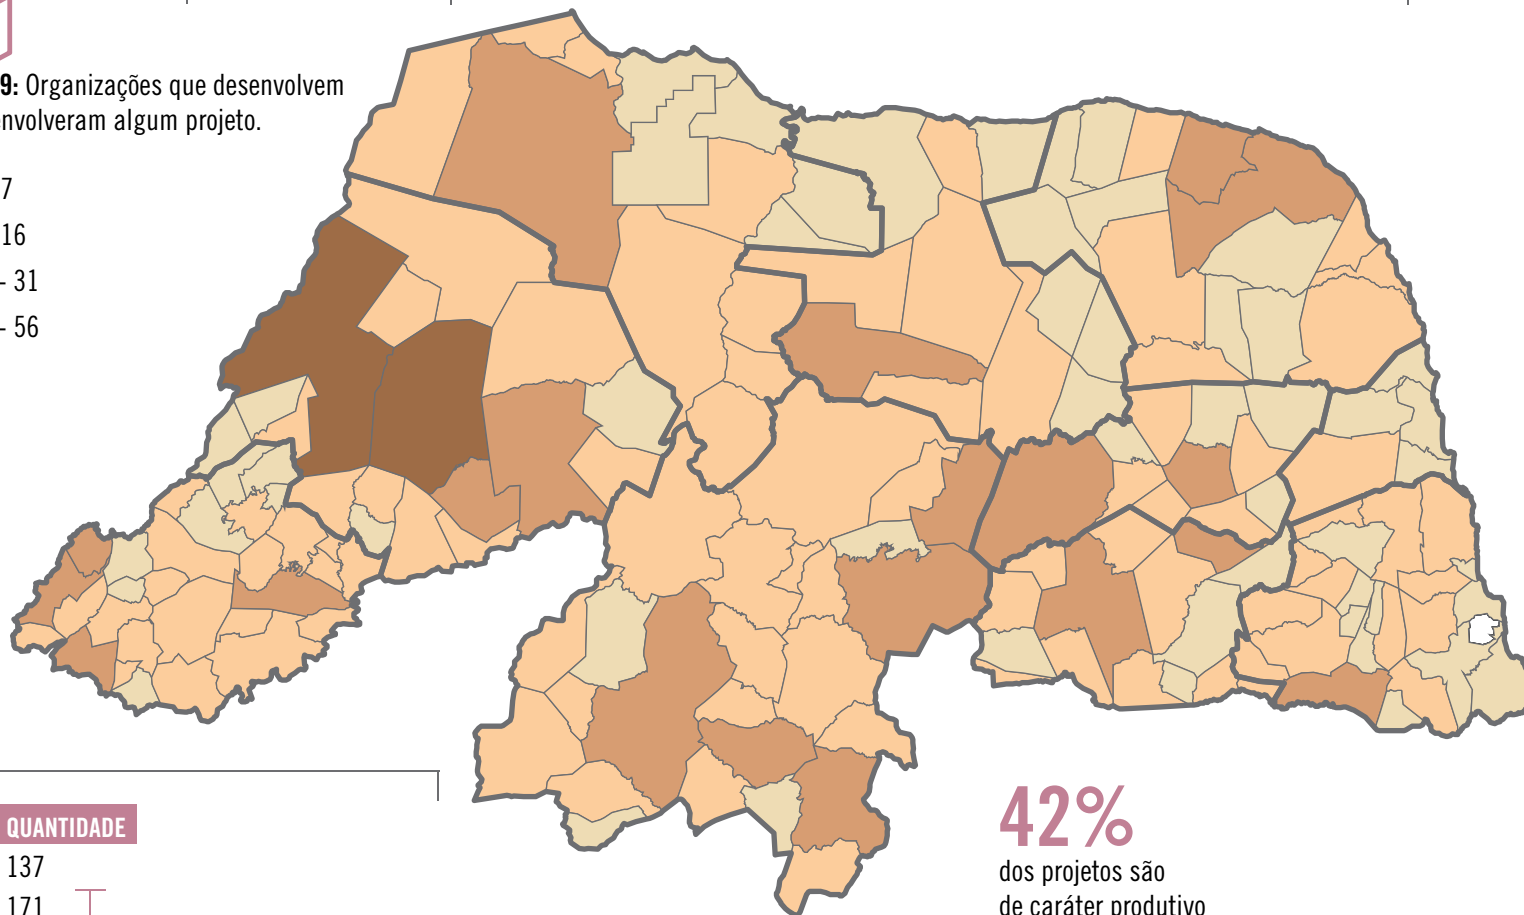 9: Organizações que desenvolvem
envolveram algum projeto.
7
16
- 31
- 56
QUANTIDADE
137
171
42%
dos projetos são
de caráter produtivo